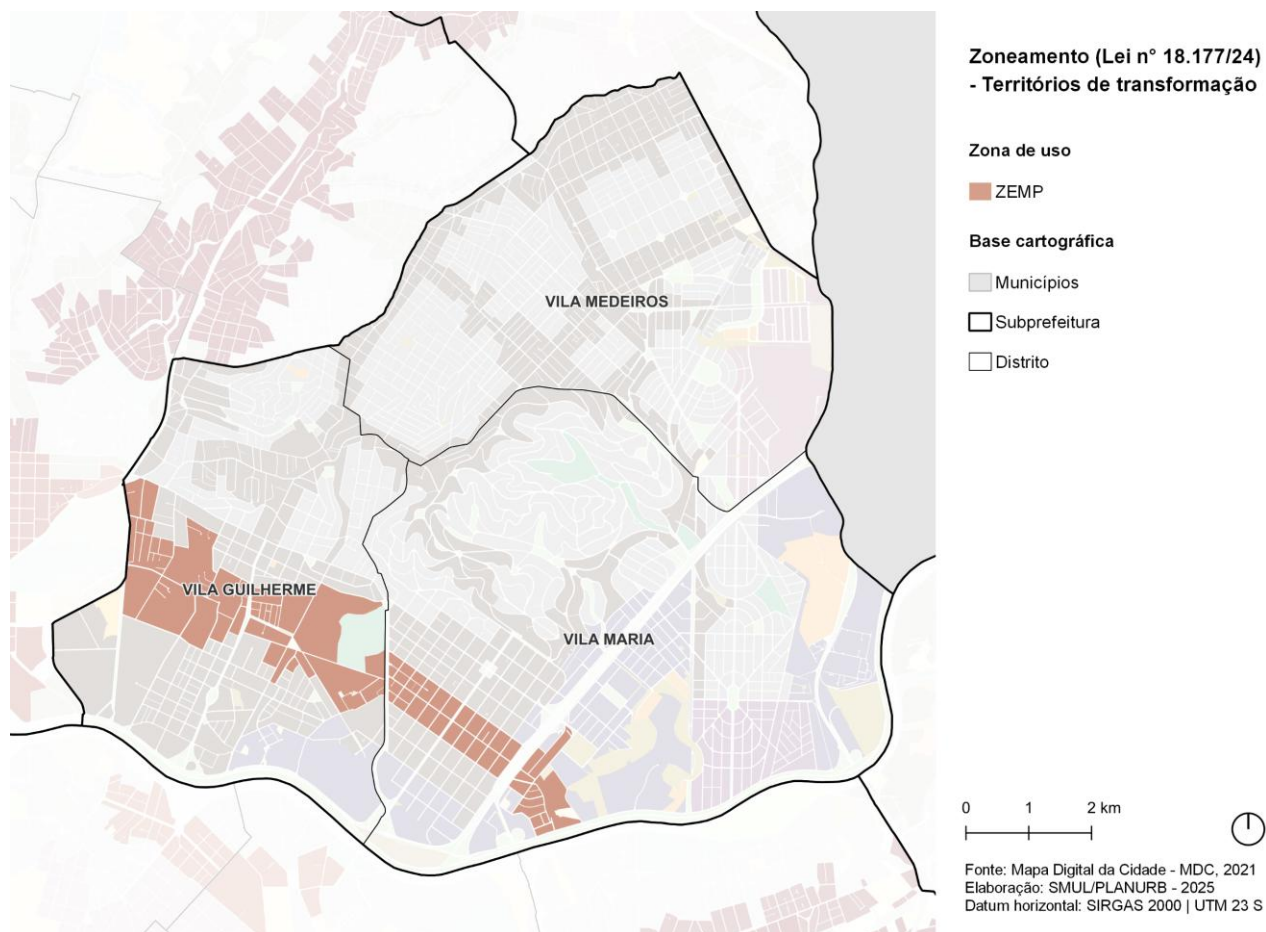 Zoneamento (Lei n° 18.177/24)
- Territórios de transformação
Zona de uso
ZEMP
Base cartográfica
Municípios
Subprefeitura
Distrito
VILA MEDEIROS
VILA GUILHERME
VILA MARIA
0 1 2 km
Fonte: Mapa Digital da Cidade - MDC, 2021
Elaboração: SMUL/PLANURB - 2025
Datum horizontal: SIRGAS 2000 | UTM 23 S